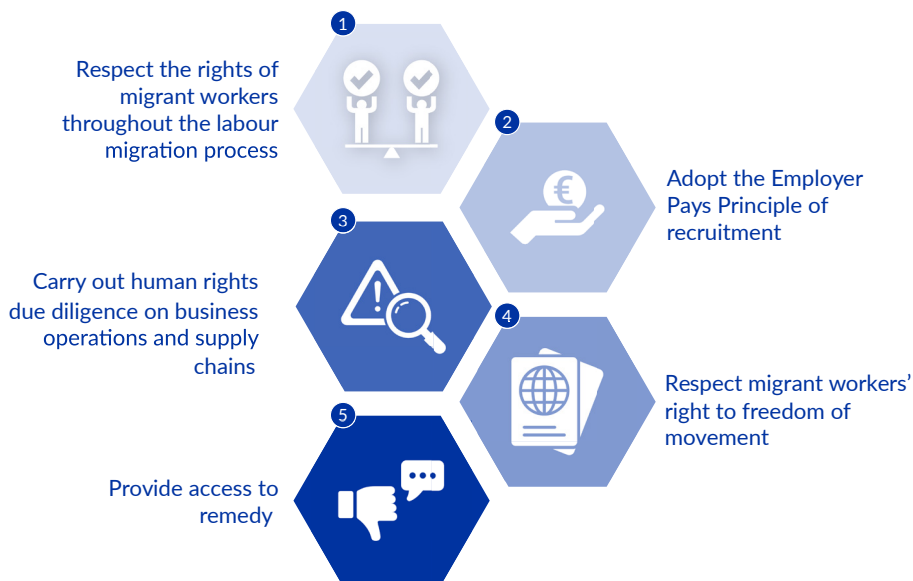 1
Respect the rights of
migrant workers
throughout the labour
migration process
2
€
Adopt the Employer
Pays Principle of
recruitment
3
!
Carry out human rights
due diligence on business
operations and supply
chains
4
Respect migrant workers’
right to freedom of
movement
5
Provide access to
remedy